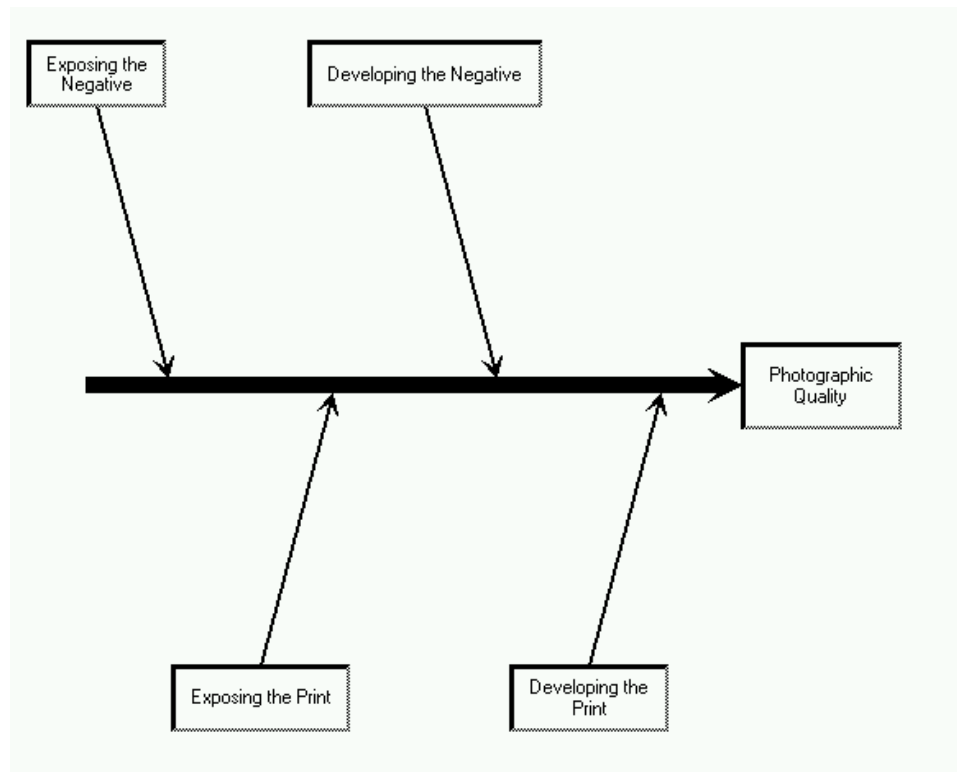 Exposing the
Negative
Developing the Negative
Photographic
Quality
Exposing the Print
Developing the
Print